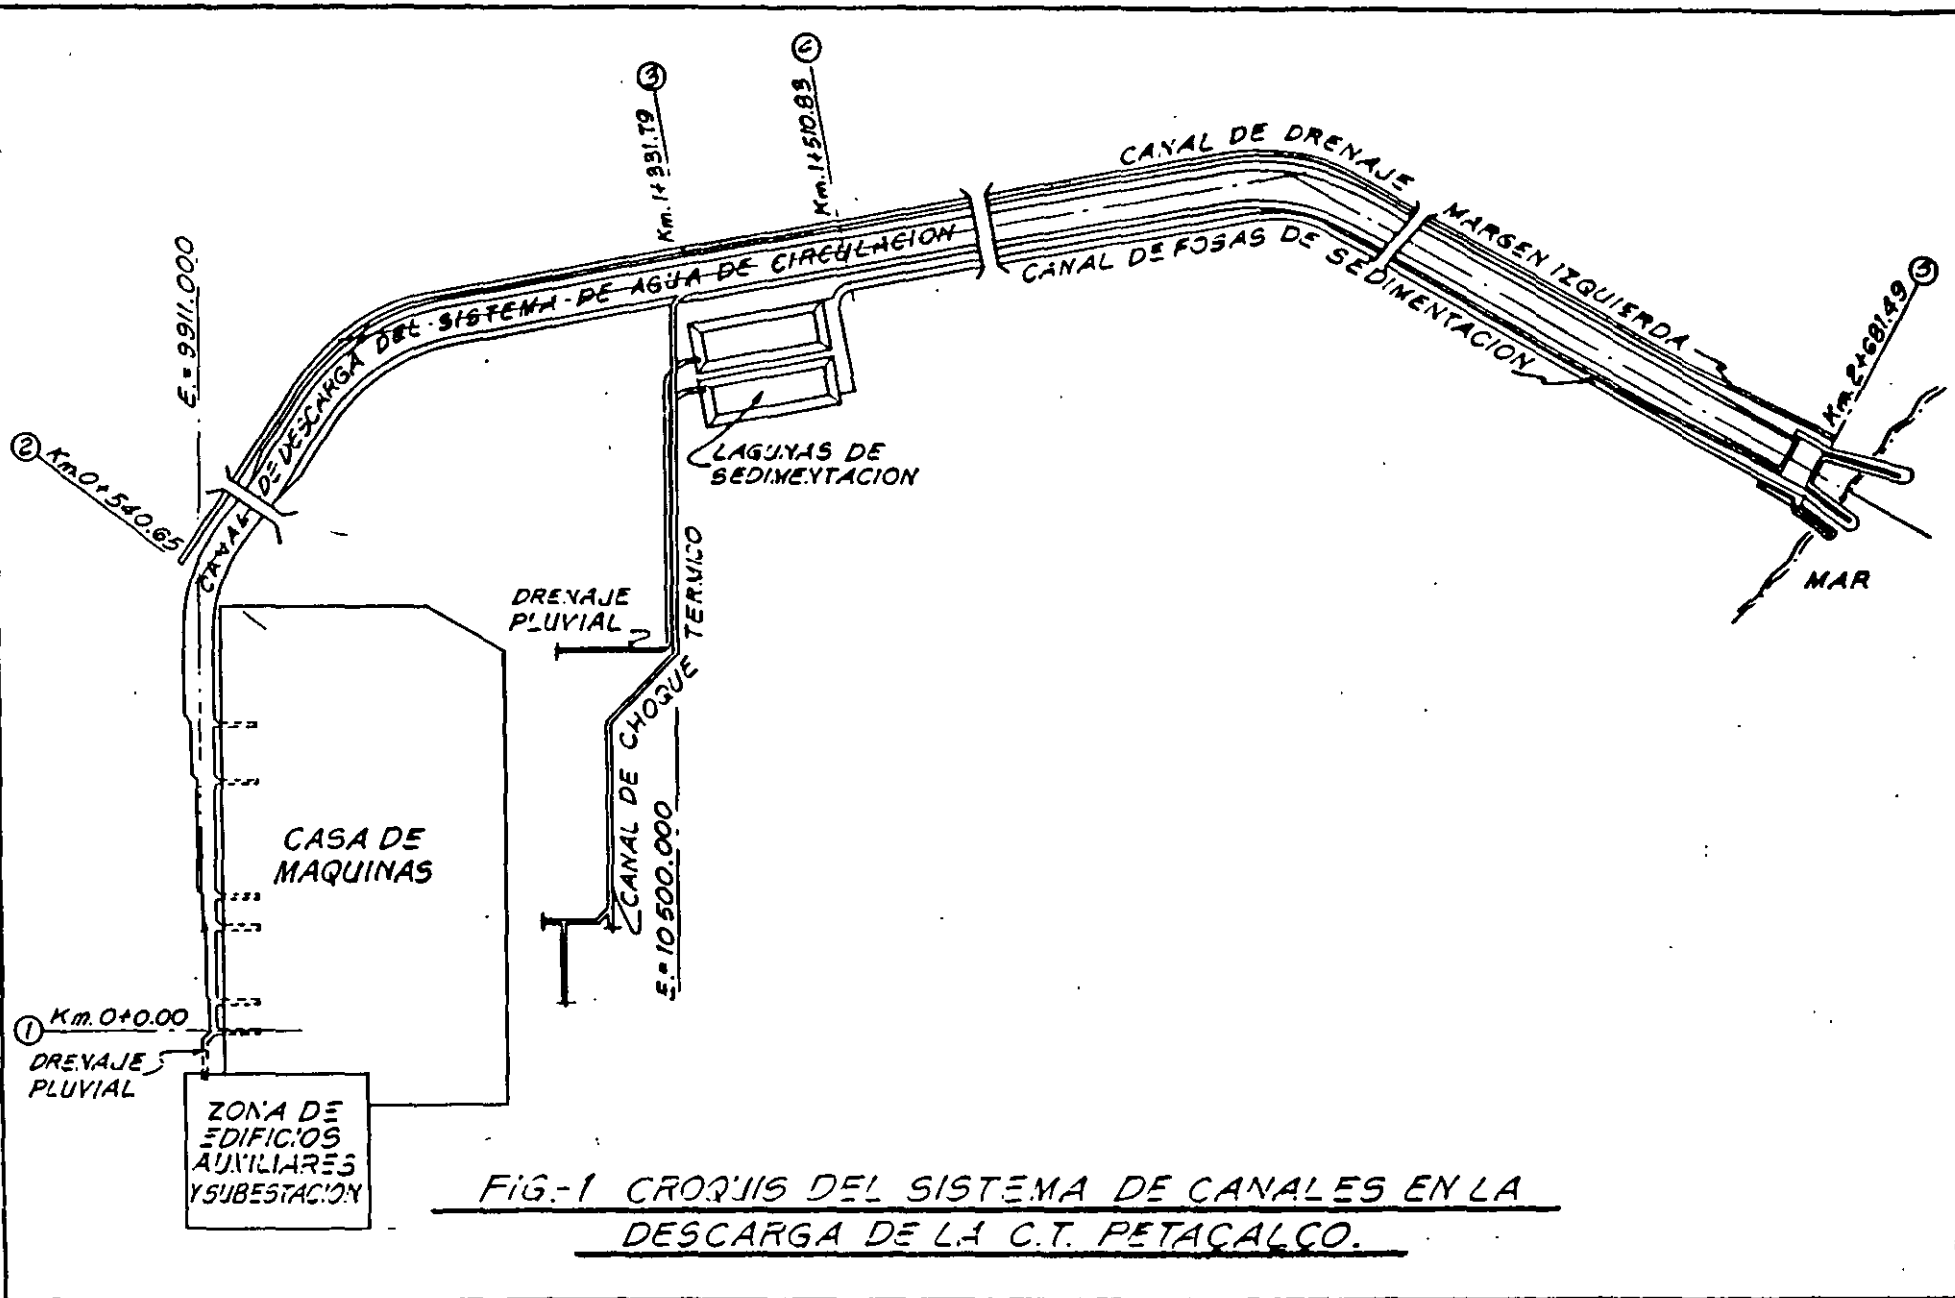 ③
Km. 1+331.79
④
Km. 1+510.83
CANAL DE DRENAJE
MARGEN IZQUIERDA
⑤
Km. 2+681.49
CANAL DE DESCARGA DEL SISTEMA DE AGUA DE CIRCULACION
CANAL DE FOSAS DE SEDIMENTACION
E.= 9911.000
② Km. 0+540.65
LAGUNAS DE
SEDIMENTACION
MAR
DRENAJE
PLUVIAL
CANAL DE CHOQUE TERMICO
E.= 10 500.000
CASA DE
MAQUINAS
① Km. 0+0.00
DRENAJE
PLUVIAL
ZONA DE
EDIFICIOS
AUXILIARES
Y SUBESTACION
FIG.-1 CROQUIS DEL SISTEMA DE CANALES EN LA
DESCARGA DE LA C.T. PETACALCO.